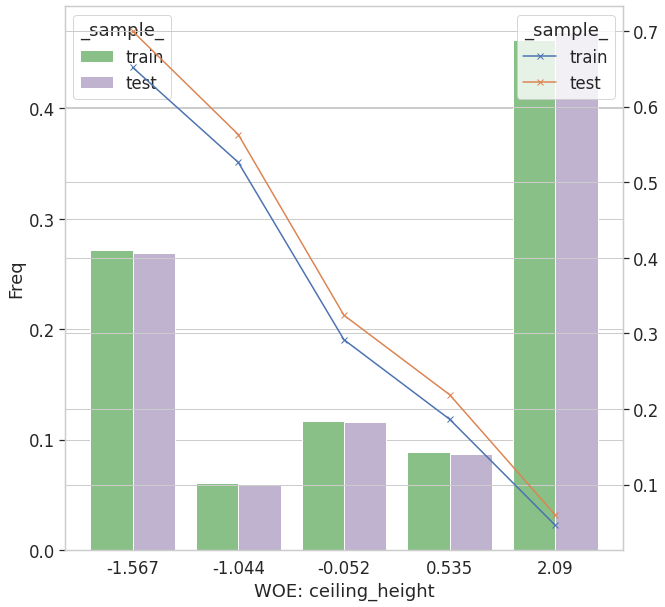 _sample_
train
test
_sample_
train
test
0.4
0.3
0.2
0.1
0.0
Freq
0.7
0.6
0.5
0.4
0.3
0.2
0.1
-1.567 -1.044 -0.052 0.535 2.09
WOE: ceiling_height